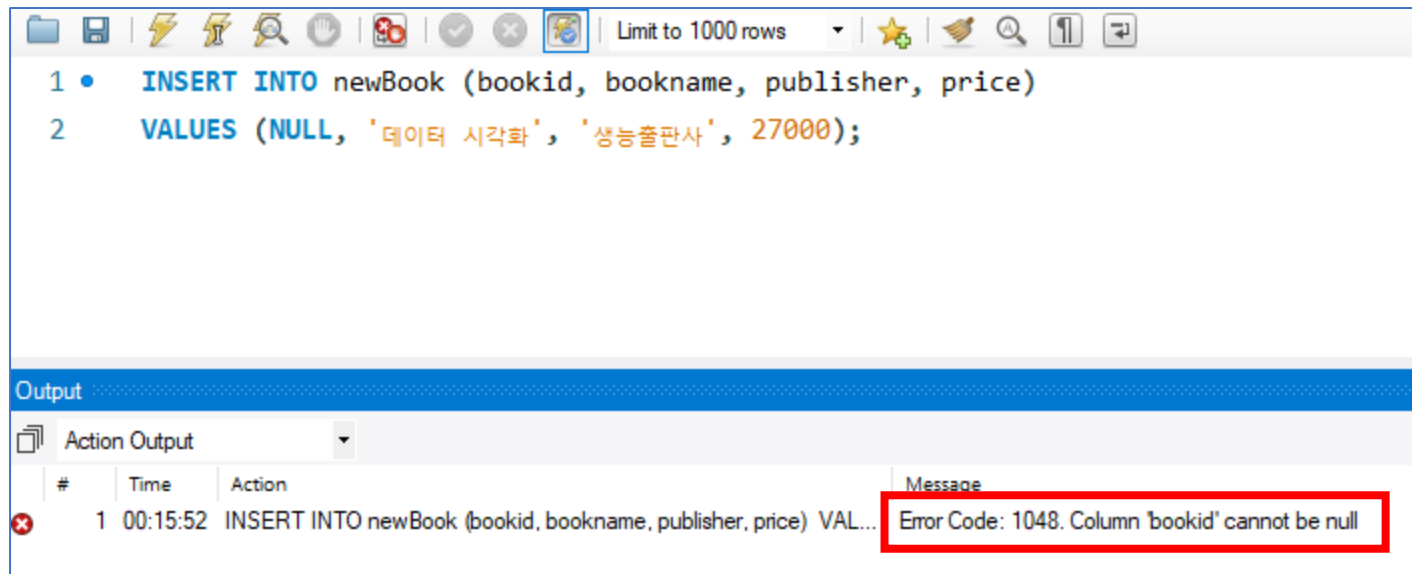 Limit to 1000 rows
1 INSERT INTO newBook (bookid, bookname, publisher, price)
2 VALUES (NULL, '데이터 시각화', '생능출판사', 27000);
Output
Action Output
# Time Action Message
1 00:15:52 INSERT INTO newBook (bookid, bookname, publisher, price) VAL... Error Code: 1048. Column 'bookid' cannot be null